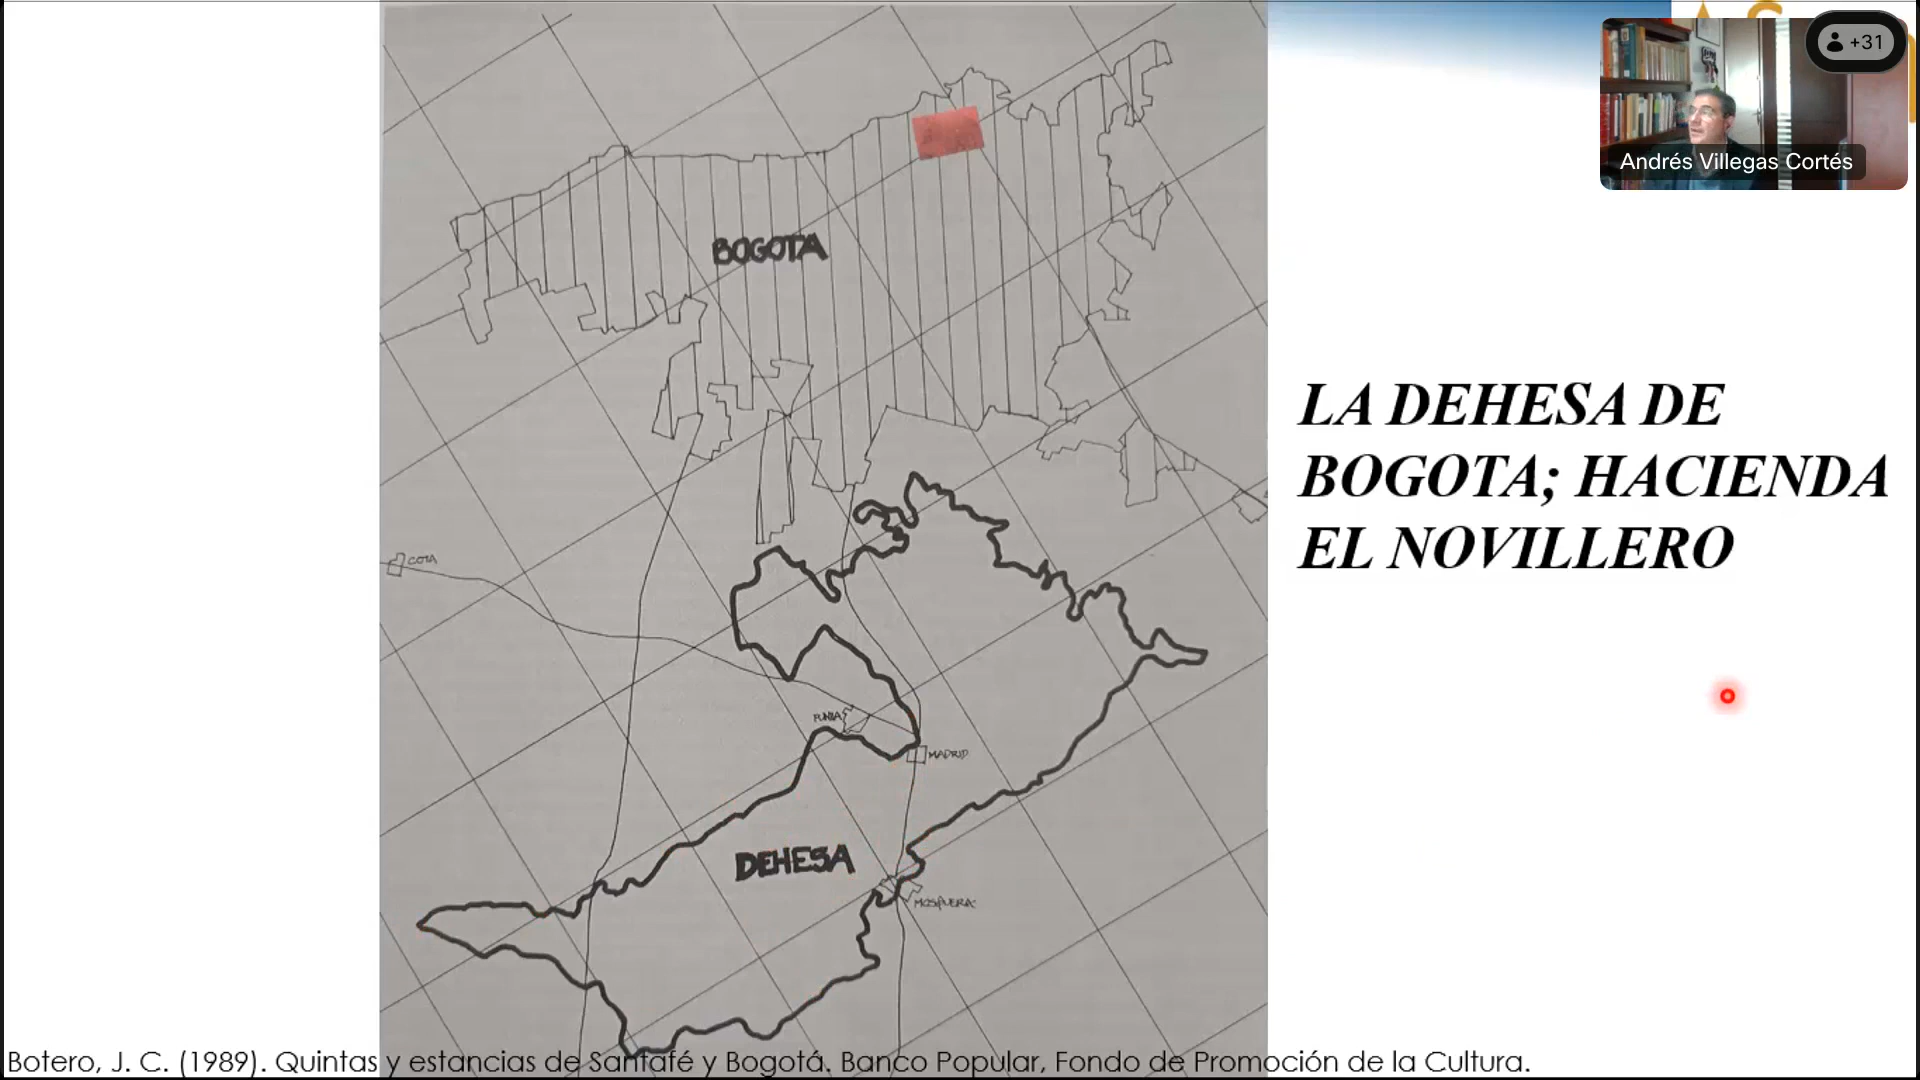 +31
Andrés Villegas Cortés
BOGOTA
LA DEHESA DE
BOGOTA; HACIENDA
EL NOVILLERO
COTA
FUNZA
MADRID
DEHESA
MOSQUERA
Botero, J. C. (1989). Quintas y estancias de Santafé y Bogotá. Banco Popular, Fondo de Promoción de la Cultura.